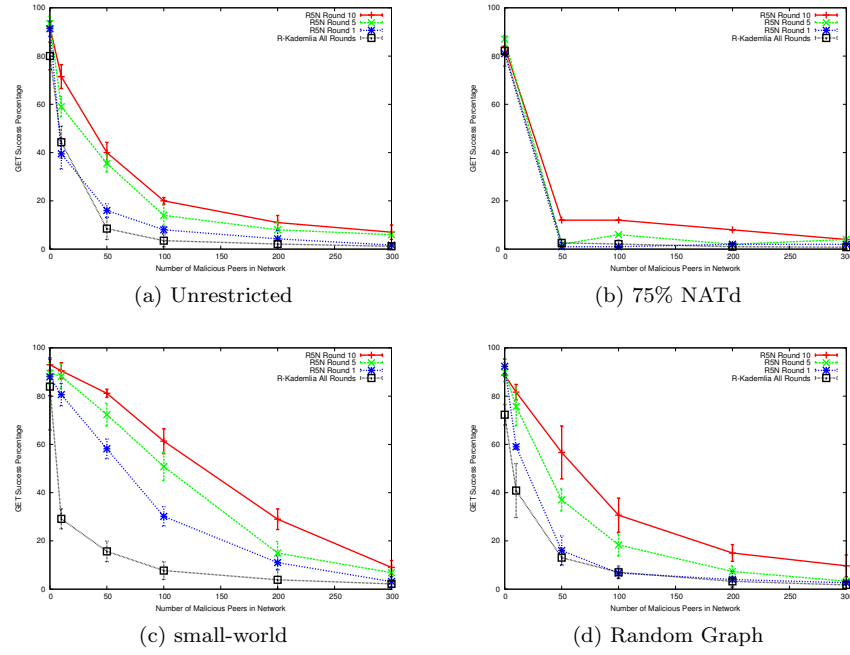 R5N Round 10
R5N Round 5
R5N Round 1
R-Kademlia All Rounds
GET Success Percentage
100
80
60
40
20
0
0 50 100 150 200 250 300
Number of Malicious Peers in Network
(a) Unrestricted
R5N Round 10
R5N Round 5
R5N Round 1
R-Kademlia All Rounds
GET Success Percentage
100
80
60
40
20
0
0 50 100 150 200 250 300
Number of Malicious Peers in Network
(b) 75% NATd
R5N Round 10
R5N Round 5
R5N Round 1
R-Kademlia All Rounds
GET Success Percentage
100
80
60
40
20
0
0 50 100 150 200 250 300
Number of Malicious Peers in Network
(c) small-world
R5N Round 10
R5N Round 5
R5N Round 1
R-Kademlia All Rounds
GET Success Percentage
100
80
60
40
20
0
0 50 100 150 200 250 300
Number of Malicious Peers in Network
(d) Random Graph